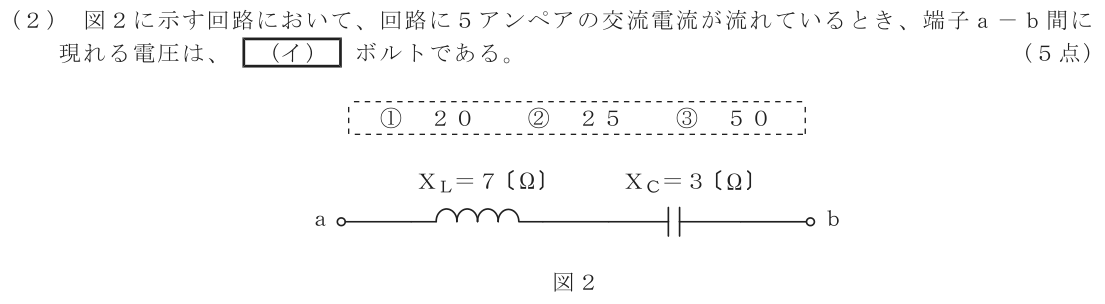 (２) 図２に示す回路において、回路に５アンペアの交流電流が流れているとき、端子ａ－ｂ間に
現れる電圧は、 （イ） ボルトである。 （５点）
① ２０ ② ２５ ③ ５０
ＸL＝７〔Ω〕 ＸC＝３〔Ω〕
ａ ｂ
図２